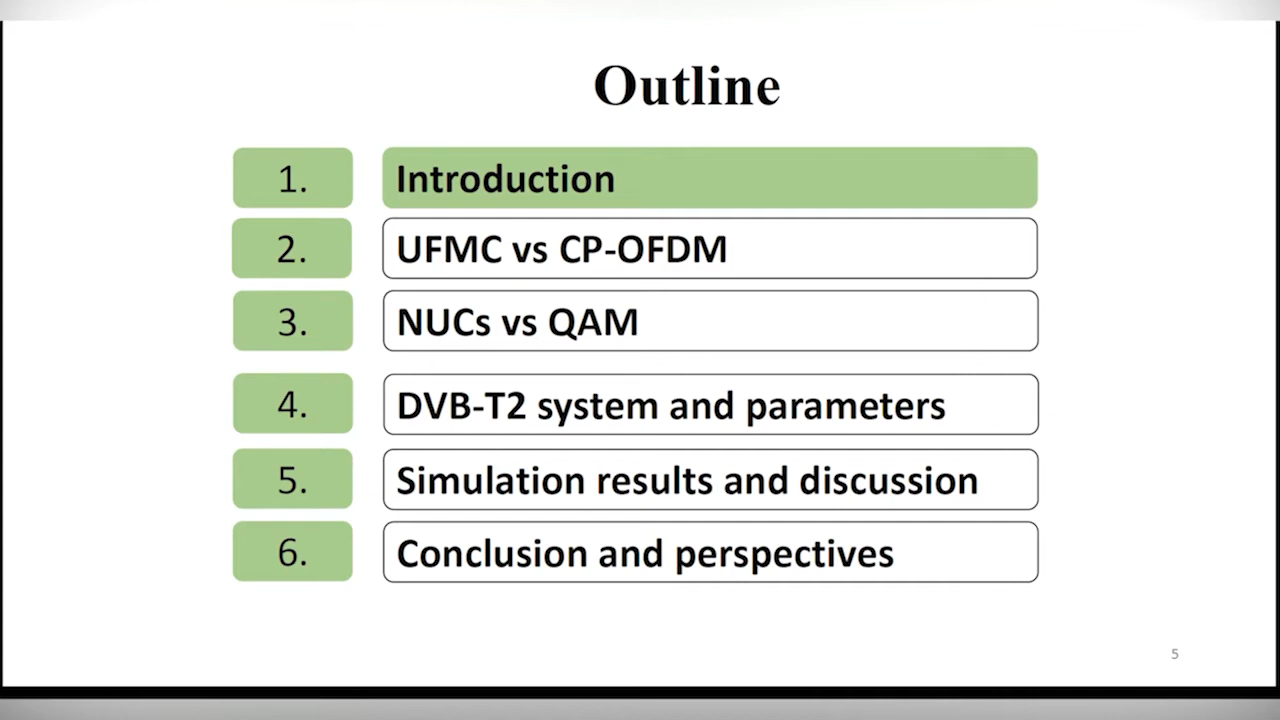 Outline
1. Introduction
2. UFMC vs CP-OFDM
3. NUCs vs QAM
4. DVB-T2 system and parameters
5. Simulation results and discussion
6. Conclusion and perspectives
5